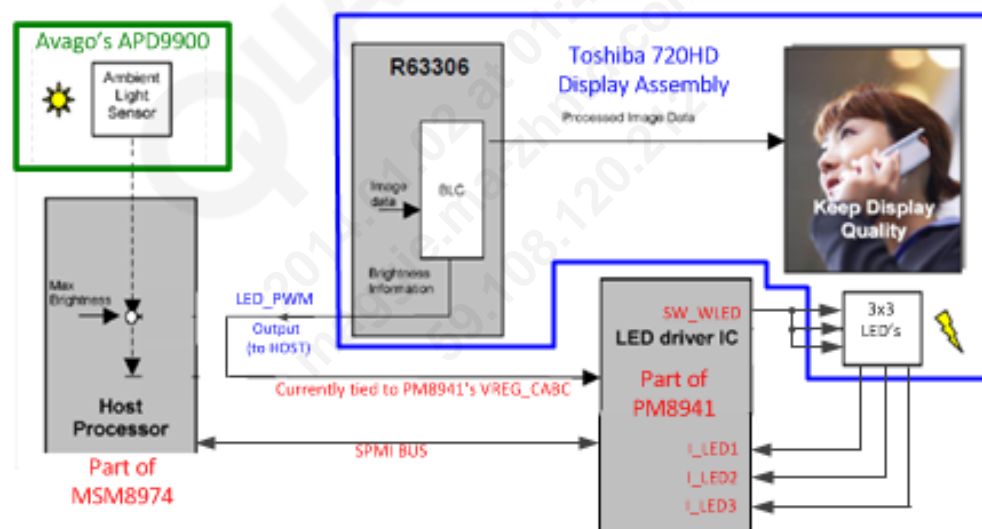 Avago's APD9900
Ambient
Light
Sensor
R63306
Toshiba 720HD
Display Assembly
Processed Image Data
Image
data
BLC
Keep Display
Quality
Max
Brightness
Brightness
Information
LED_PWM
Output
(to HOST)
SW_WLED
LED driver IC
3x3
LED's
Currently tied to PM8941's VREG_CABC
Part of
PM8941
Host
Processor
SPMI BUS
I_LED1
I_LED2
I_LED3
Part of
MSM8974